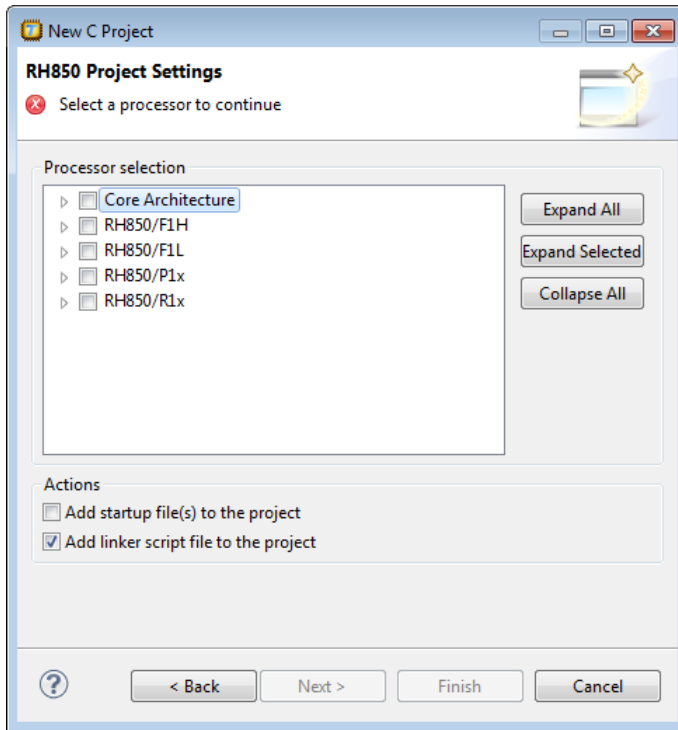 New C Project
RH850 Project Settings
Select a processor to continue
Processor selection
Core Architecture
RH850/F1H
RH850/F1L
RH850/P1x
RH850/R1x
Expand All
Expand Selected
Collapse All
Actions
Add startup file(s) to the project
Add linker script file to the project
?
< Back
Next >
Finish
Cancel